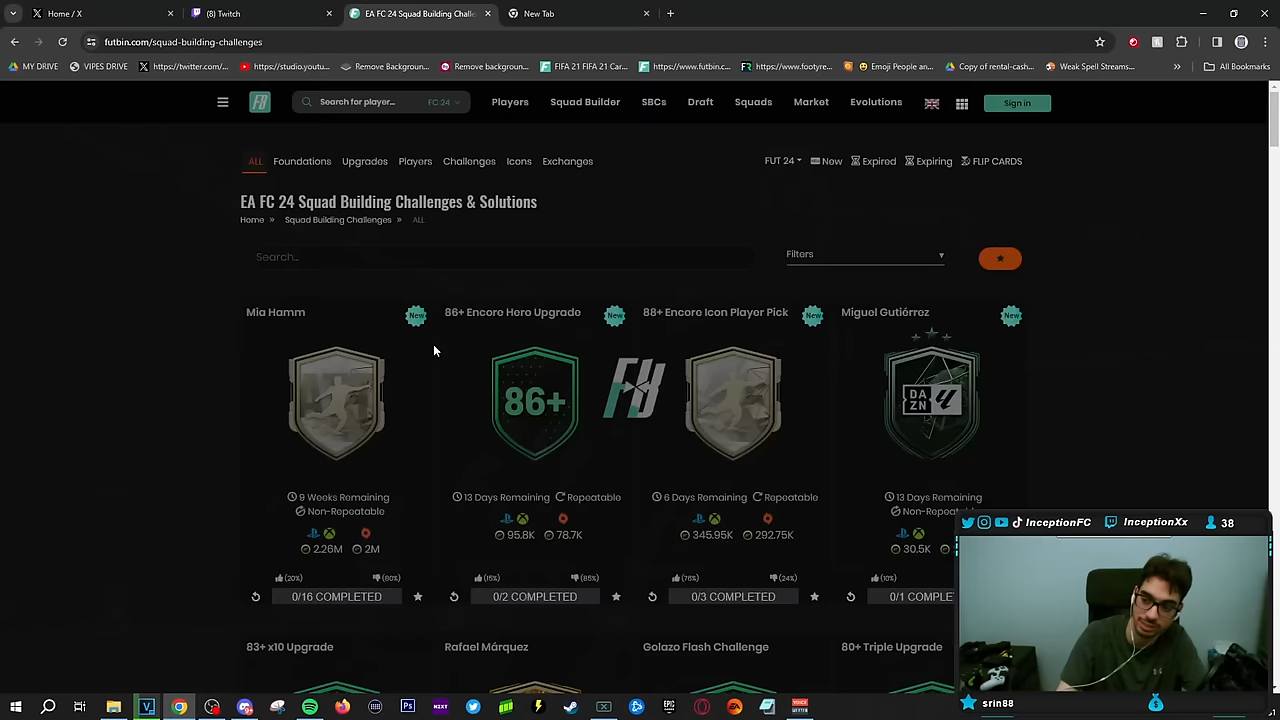 Home / X
(8) Twitch
EA FC 24 Squad Building Challe
New Tab
futbin.com/squad-building-challenges
MY DRIVE
VIPES DRIVE
https://twitter.com/...
https://studio.youtu...
Remove Backgroun...
Remove backgroun...
FIFA 21 FIFA 21 Car...
https://www.futbin.c...
https://www.footyre...
Emoji People an...
Copy of rental-cash...
Weak Spell Streams...
All Bookmarks
Search for player...
FC 24
Players
Squad Builder
SBCs
Draft
Squads
Market
Evolutions
Sign in
ALL
Foundations
Upgrades
Players
Challenges
Icons
Exchanges
FUT 24
New
Expired
Expiring
FLIP CARDS
EA FC 24 Squad Building Challenges & Solutions
Home » Squad Building Challenges » ALL
Search...
Filters
Mia Hamm
New
86+ Encore Hero Upgrade
New
88+ Encore Icon Player Pick
New
Miguel Gutiérrez
New
86+
DAZN
9 Weeks Remaining
Non-Repeatable
13 Days Remaining
Repeatable
6 Days Remaining
Repeatable
13 Days Remaining
Non-Repeatable
2.26M
2M
95.8K
78.7K
345.95K
292.75K
30.5K
(20%)
(80%)
(15%)
(85%)
(76%)
(24%)
(10%)
0/16 COMPLETED
0/2 COMPLETED
0/3 COMPLETED
0/1 COMPLE
83+ x10 Upgrade
Rafael Márquez
Golazo Flash Challenge
80+ Triple Upgrade
InceptionFC
InceptionXx
38
srin88